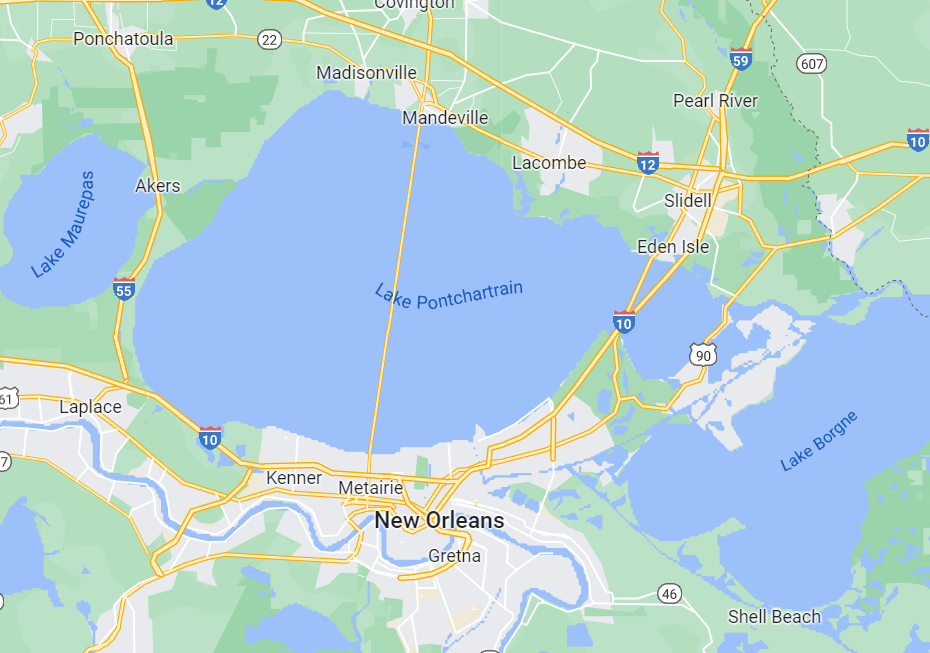 12
Covington
Ponchatoula
22
59
607
Madisonville
Pearl River
Mandeville
10
Lacombe
12
Akers
Slidell
Lake Maurepas
Eden Isle
55
Lake Pontchartrain
10
90
61
Laplace
10
Lake Borgne
7
Kenner
Metairie
New Orleans
Gretna
46
Shell Beach